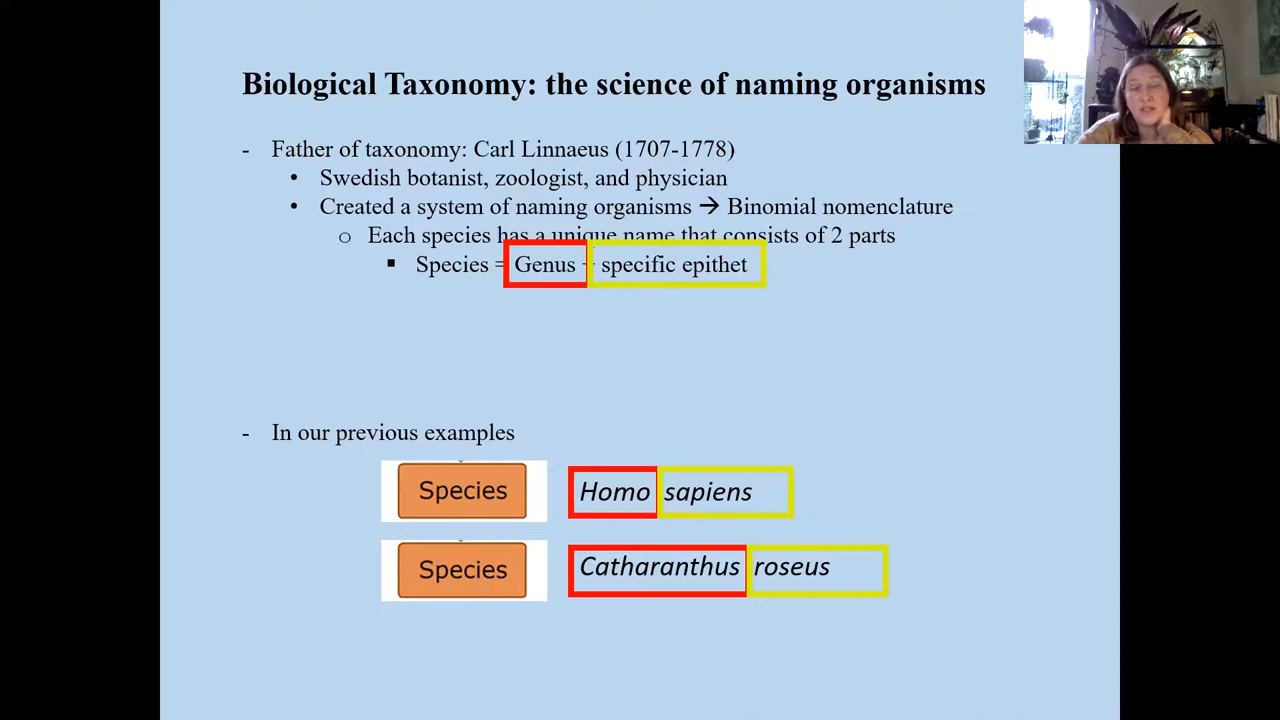 Biological Taxonomy: the science of naming organisms
- Father of taxonomy: Carl Linnaeus (1707-1778)
• Swedish botanist, zoologist, and physician
• Created a system of naming organisms → Binomial nomenclature
o Each species has a unique name that consists of 2 parts
▪ Species = Genus + specific epithet
- In our previous examples
Species Homo sapiens
Species Catharanthus roseus